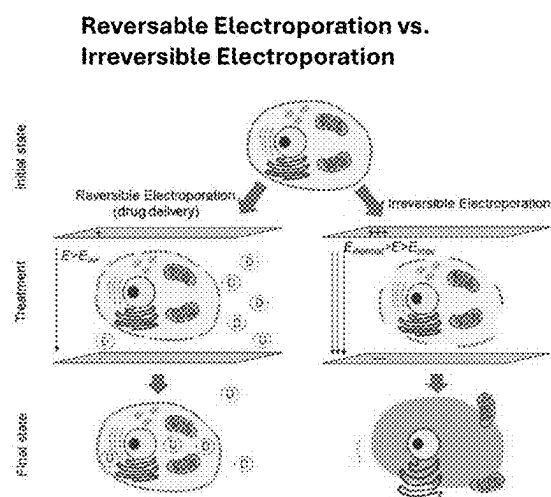 Reversable Electroporation vs.
Irreversible Electroporation
Initial state
Reversible Electroporation
(drug delivery)
Irreversible Electroporation
Treatment
D
D
D
D
D
D
Final state
D
D
D
D
D